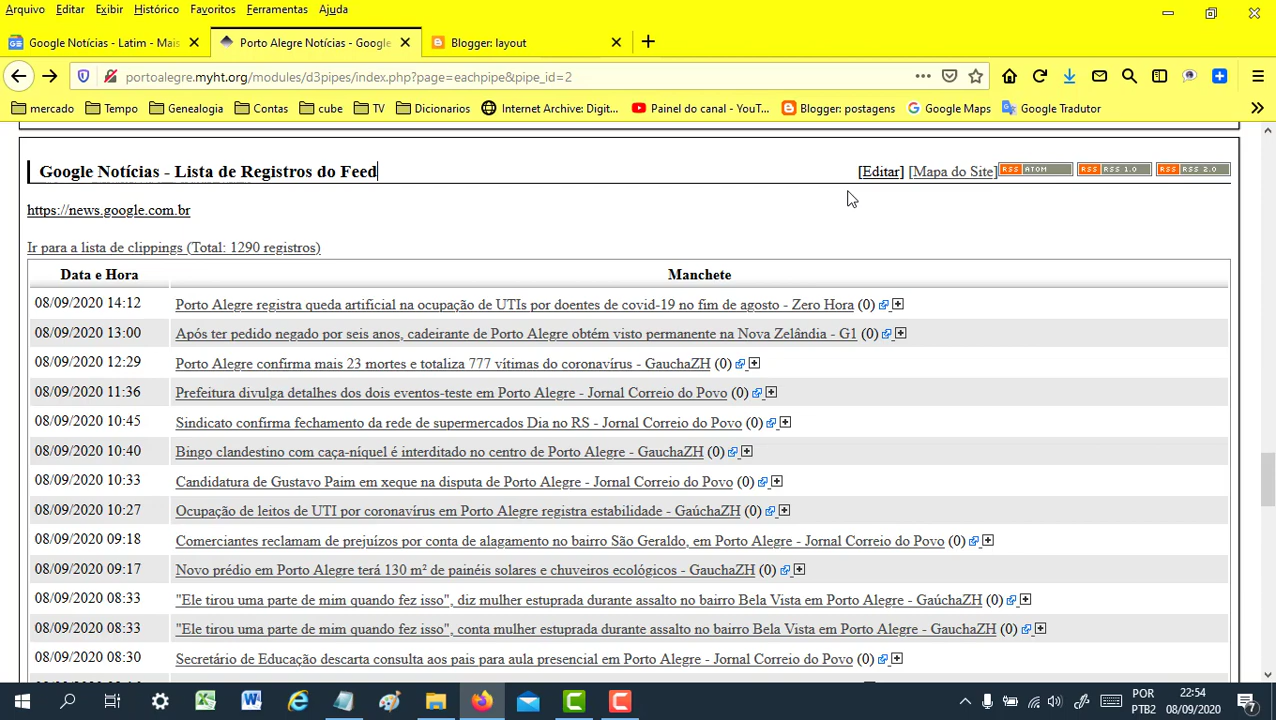 Arquivo Editar Exibir Histórico Favoritos Ferramentas Ajuda
Google Notícias - Latim - Mais
Porto Alegre Notícias - Google
Blogger: layout
portoalegre.myht.org/modules/d3pipes/index.php?page=eachpipe&pipe_id=2
mercado Tempo Genealogia Contas cube TV Dicionarios Internet Archive: Digit... Painel do canal - YouT... Blogger: postagens Google Maps Google Tradutor
Google Notícias - Lista de Registros do Feed
[Editar] [Mapa do Site] RSS ATOM RSS RSS 1.0 RSS RSS 2.0
https://news.google.com.br
Ir para a lista de clippings (Total: 1290 registros)
Data e Hora Manchete
08/09/2020 14:12 Porto Alegre registra queda artificial na ocupação de UTIs por doentes de covid-19 no fim de agosto - Zero Hora (0)
08/09/2020 13:00 Após ter pedido negado por seis anos, cadeirante de Porto Alegre obtém visto permanente na Nova Zelândia - G1 (0)
08/09/2020 12:29 Porto Alegre confirma mais 23 mortes e totaliza 777 vítimas do coronavírus - GauchaZH (0)
08/09/2020 11:36 Prefeitura divulga detalhes dos dois eventos-teste em Porto Alegre - Jornal Correio do Povo (0)
08/09/2020 10:45 Sindicato confirma fechamento da rede de supermercados Dia no RS - Jornal Correio do Povo (0)
08/09/2020 10:40 Bingo clandestino com caça-níquel é interditado no centro de Porto Alegre - GauchaZH (0)
08/09/2020 10:33 Candidatura de Gustavo Paim em xeque na disputa de Porto Alegre - Jornal Correio do Povo (0)
08/09/2020 10:27 Ocupação de leitos de UTI por coronavírus em Porto Alegre registra estabilidade - GaúchaZH (0)
08/09/2020 09:18 Comerciantes reclamam de prejuízos por conta de alagamento no bairro São Geraldo, em Porto Alegre - Jornal Correio do Povo (0)
08/09/2020 09:17 Novo prédio em Porto Alegre terá 130 m² de painéis solares e chuveiros ecológicos - GauchaZH (0)
08/09/2020 08:33 "Ele tirou uma parte de mim quando fez isso", diz mulher estuprada durante assalto no bairro Bela Vista em Porto Alegre - GaúchaZH (0)
08/09/2020 08:33 "Ele tirou uma parte de mim quando fez isso", conta mulher estuprada durante assalto no bairro Bela Vista em Porto Alegre - GauchaZH (0)
08/09/2020 08:30 Secretário de Educação descarta consulta aos pais para aula presencial em Porto Alegre - Jornal Correio do Povo (0)
POR 22:54
PTB2 08/09/2020
7